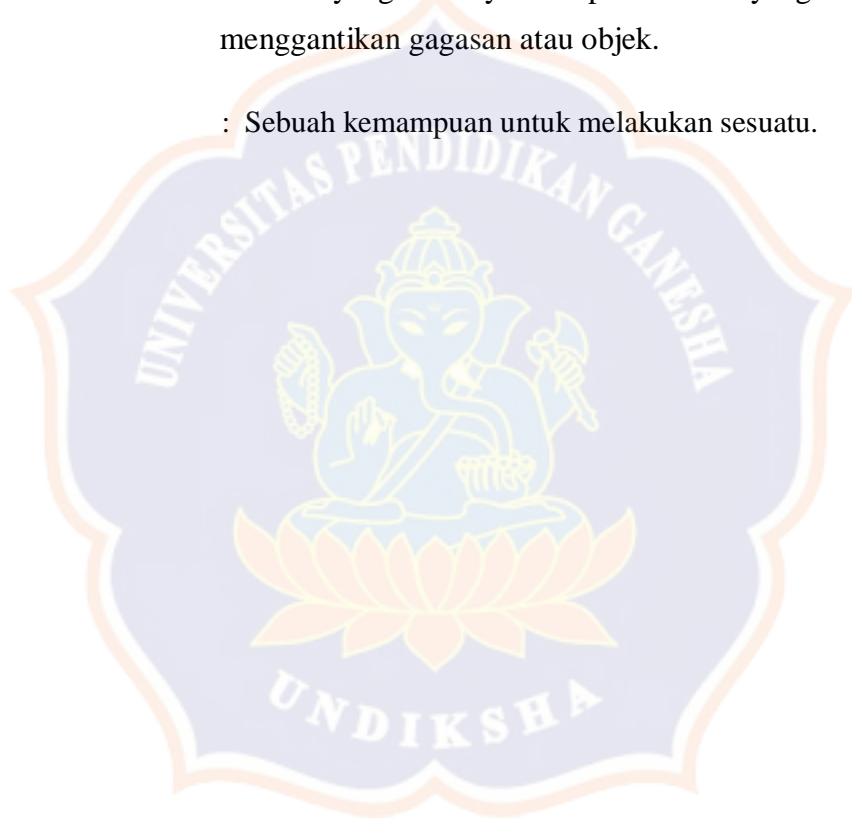 menggantikan gagasan atau objek.
: Sebuah kemampuan untuk melakukan sesuatu.
UNIVERSITAS PENDIDIKAN GANESHA
UNDIKSHA